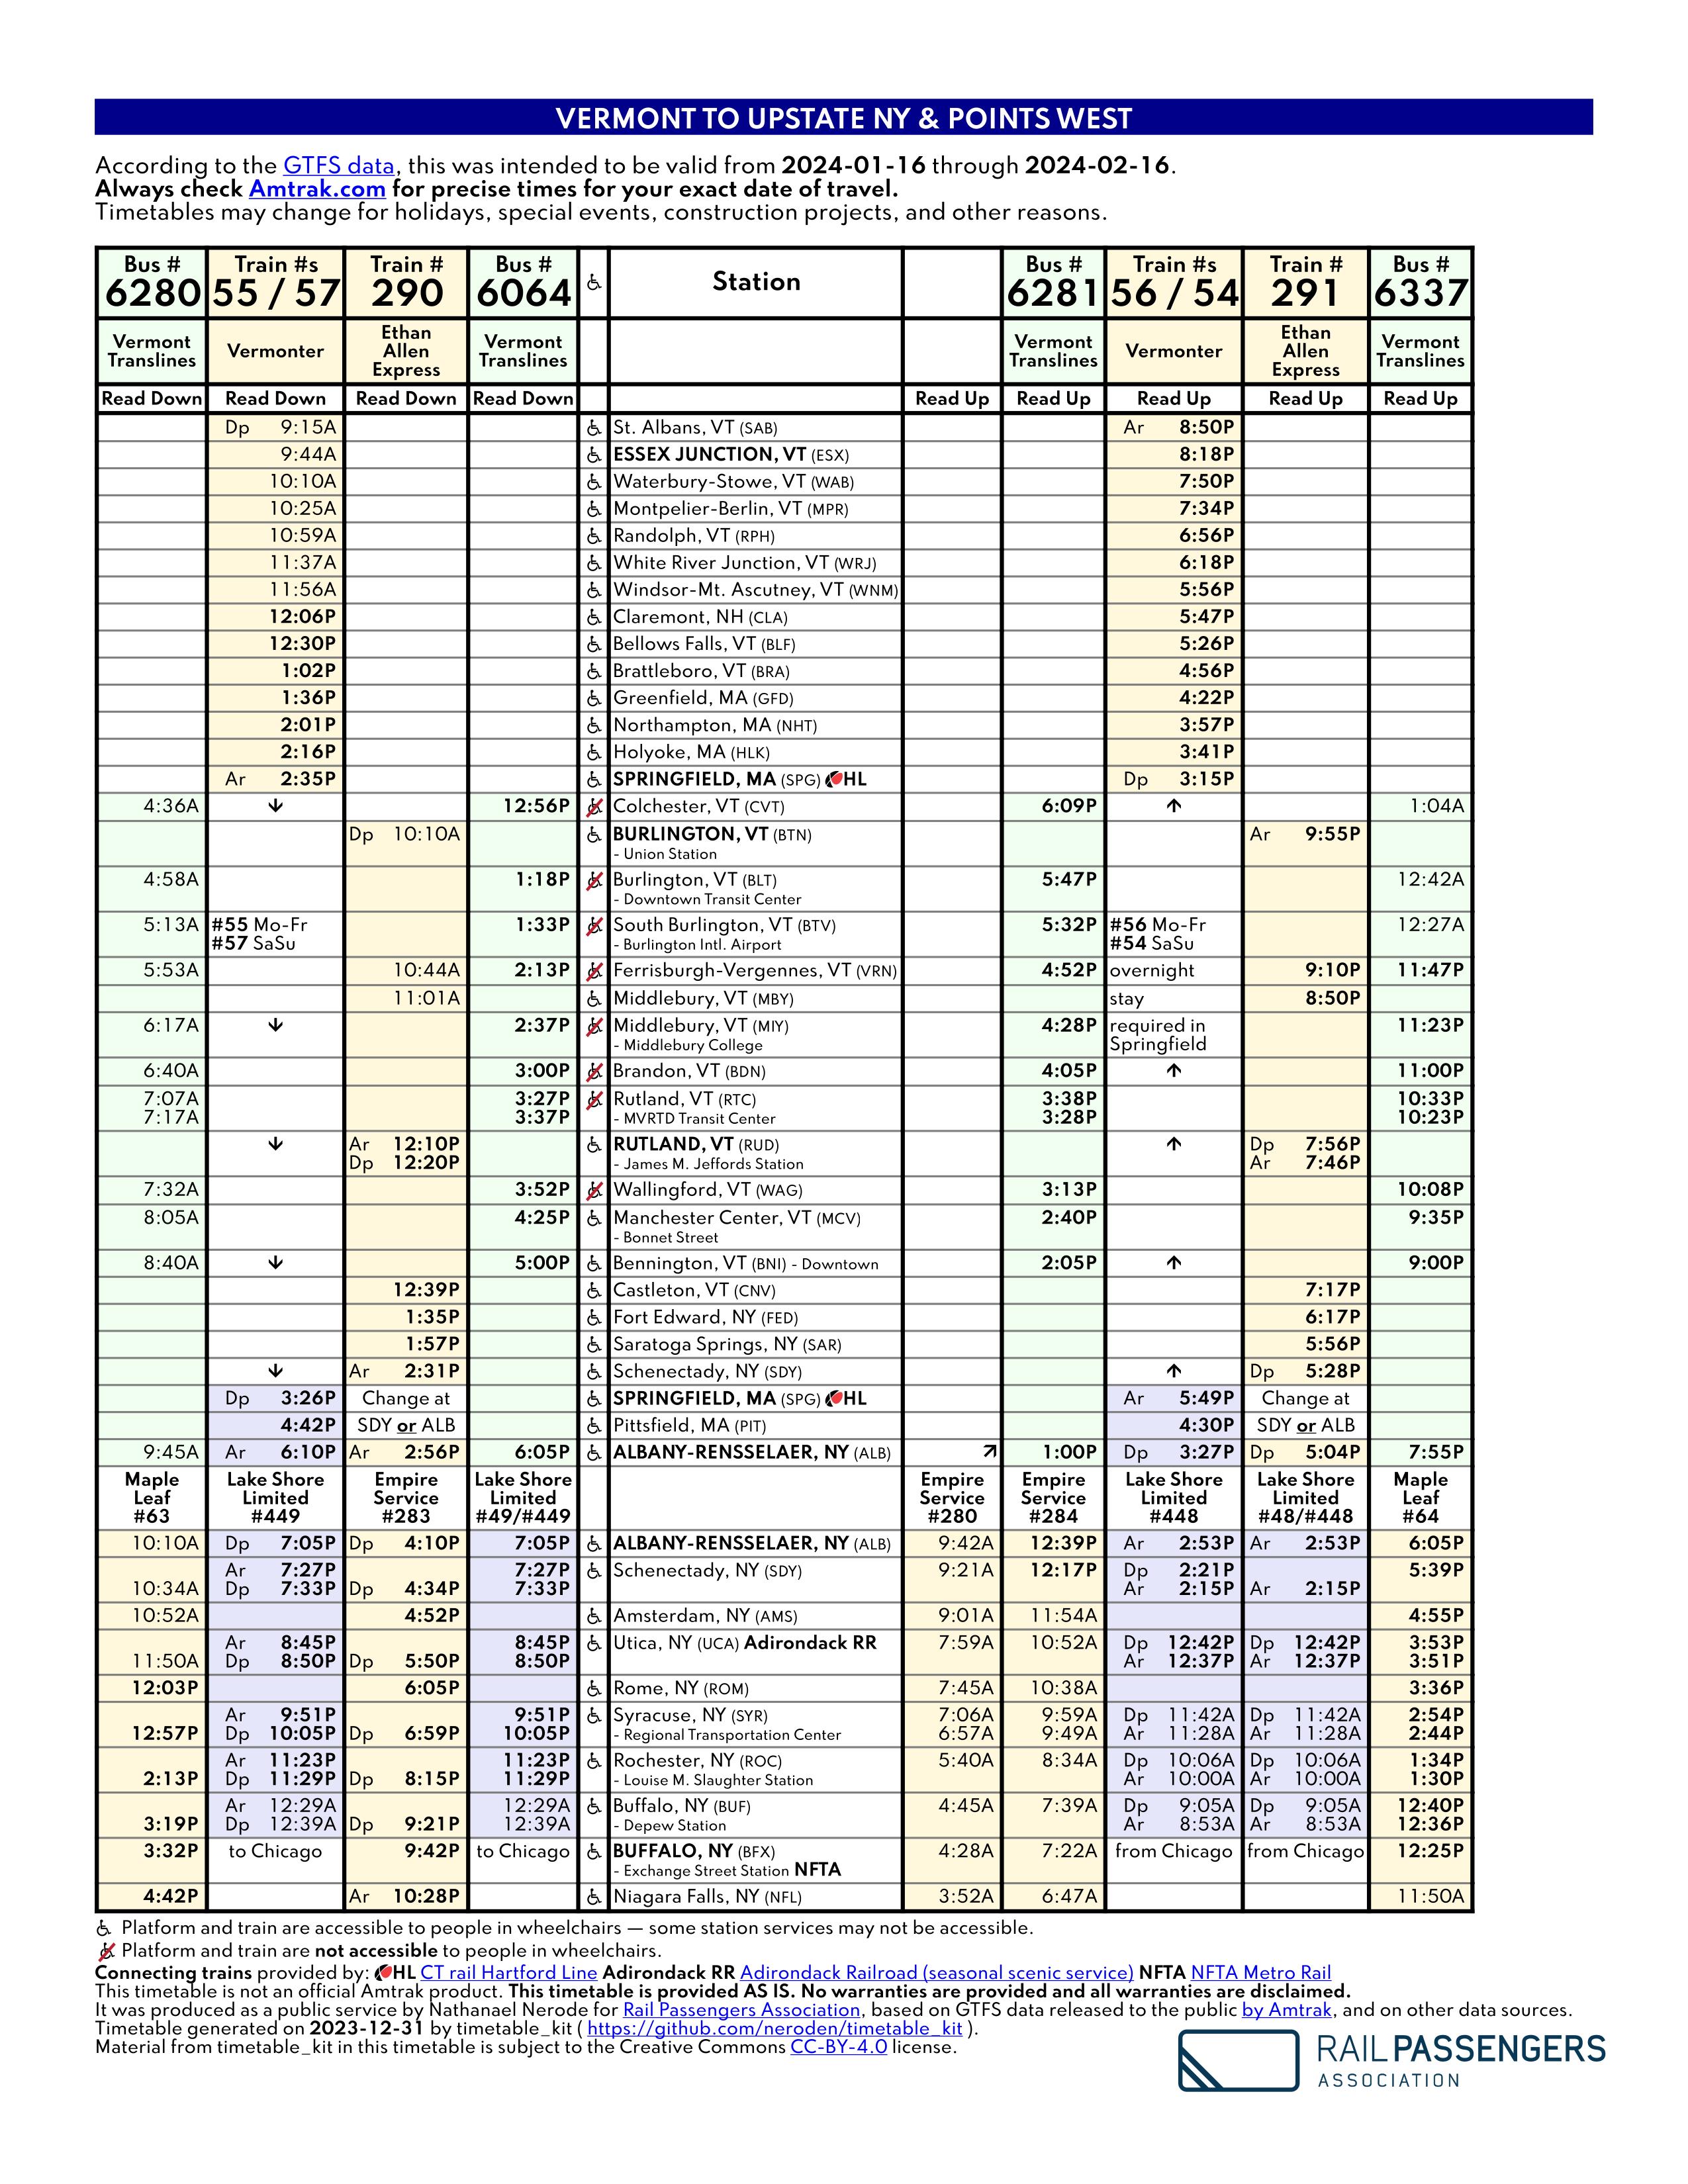 VERMONT TO UPSTATE NY & POINTS WEST
According to the GTFS data, this was intended to be valid from 2024-01-16 through 2024-02-16.
Always check Amtrak.com for precise times for your exact date of travel.
Timetables may change for holidays, special events, construction projects, and other reasons.
Bus # Train #s Train # Bus # Station Bus # Train #s Train # Bus #
6280 55 / 57 290 6064 6281 56 / 54 291 6337
Vermont Translines Vermonter Ethan Allen Express Vermont Translines Vermont Translines Vermonter Ethan Allen Express Vermont Translines
Read Down Read Down Read Down Read Down Read Up Read Up Read Up Read Up Read Up
Dp 9:15A St. Albans, VT (SAB) Ar 8:50P
9:44A ESSEX JUNCTION, VT (ESX) 8:18P
10:10A Waterbury-Stowe, VT (WAB) 7:50P
10:25A Montpelier-Berlin, VT (MPR) 7:34P
10:59A Randolph, VT (RPH) 6:56P
11:37A White River Junction, VT (WRJ) 6:18P
11:56A Windsor-Mt. Ascutney, VT (WNM) 5:56P
12:06P Claremont, NH (CLA) 5:47P
12:30P Bellows Falls, VT (BLF) 5:26P
1:02P Brattleboro, VT (BRA) 4:56P
1:36P Greenfield, MA (GFD) 4:22P
2:01P Northampton, MA (NHT) 3:57P
2:16P Holyoke, MA (HLK) 3:41P
Ar 2:35P SPRINGFIELD, MA (SPG) HL Dp 3:15P
4:36A ↓ 12:56P Colchester, VT (CVT) 6:09P ↑ 1:04A
Dp 10:10A BURLINGTON, VT (BTN) Ar 9:55P
- Union Station
4:58A 1:18P Burlington, VT (BLT) 5:47P 12:42A
- Downtown Transit Center
5:13A #55 Mo-Fr 1:33P South Burlington, VT (BTV) 5:32P #56 Mo-Fr 12:27A
#57 SaSu - Burlington Intl. Airport #54 SaSu
5:53A 10:44A 2:13P Ferrisburgh-Vergennes, VT (VRN) 4:52P overnight 9:10P 11:47P
11:01A Middlebury, VT (MBY) stay 8:50P
6:17A ↓ 2:37P Middlebury, VT (MIY) 4:28P required in 11:23P
- Middlebury College Springfield
6:40A 3:00P Brandon, VT (BDN) 4:05P ↑ 11:00P
7:07A 3:27P Rutland, VT (RTC) 3:38P 10:33P
7:17A 3:37P - MVRTD Transit Center 3:28P 10:23P
↓ Ar 12:10P RUTLAND, VT (RUD) ↑ Dp 7:56P
Dp 12:20P - James M. Jeffords Station Ar 7:46P
7:32A 3:52P Wallingford, VT (WAG) 3:13P 10:08P
8:05A 4:25P Manchester Center, VT (MCV) 2:40P 9:35P
- Bonnet Street
8:40A ↓ 5:00P Bennington, VT (BNI) - Downtown 2:05P ↑ 9:00P
12:39P Castleton, VT (CNV) 7:17P
1:35P Fort Edward, NY (FED) 6:17P
1:57P Saratoga Springs, NY (SAR) 5:56P
↓ Ar 2:31P Schenectady, NY (SDY) ↑ Dp 5:28P
Dp 3:26P Change at SPRINGFIELD, MA (SPG) HL Ar 5:49P Change at
4:42P SDY or ALB Pittsfield, MA (PIT) 4:30P SDY or ALB
9:45A Ar 6:10P Ar 2:56P 6:05P ALBANY-RENSSELAER, NY (ALB) ↗ 1:00P Dp 3:27P Dp 5:04P 7:55P
Maple Leaf #63 Lake Shore Limited #449 Empire Service #283 Lake Shore Limited #49/#449 Empire Service #280 Empire Service #284 Lake Shore Limited #448 Lake Shore Limited #48/#448 Maple Leaf #64
10:10A Dp 7:05P Dp 4:10P 7:05P ALBANY-RENSSELAER, NY (ALB) 9:42A 12:39P Ar 2:53P Ar 2:53P 6:05P
Ar 7:27P 7:27P Schenectady, NY (SDY) 9:21A 12:17P Dp 2:21P 5:39P
10:34A Dp 7:33P Dp 4:34P 7:33P Ar 2:15P Ar 2:15P
10:52A 4:52P Amsterdam, NY (AMS) 9:01A 11:54A 4:55P
Ar 8:45P 8:45P Utica, NY (UCA) Adirondack RR 7:59A 10:52A Dp 12:42P Dp 12:42P 3:53P
11:50A Dp 8:50P Dp 5:50P 8:50P Ar 12:37P Ar 12:37P 3:51P
12:03P 6:05P Rome, NY (ROM) 7:45A 10:38A 3:36P
Ar 9:51P 9:51P Syracuse, NY (SYR) 7:06A 9:59A Dp 11:42A Dp 11:42A 2:54P
12:57P Dp 10:05P Dp 6:59P 10:05P - Regional Transportation Center 6:57A 9:49A Ar 11:28A Ar 11:28A 2:44P
Ar 11:23P 11:23P Rochester, NY (ROC) 5:40A 8:34A Dp 10:06A Dp 10:06A 1:34P
2:13P Dp 11:29P Dp 8:15P 11:29P - Louise M. Slaughter Station Ar 10:00A Ar 10:00A 1:30P
Ar 12:29A 12:29A Buffalo, NY (BUF) 4:45A 7:39A Dp 9:05A Dp 9:05A 12:40P
3:19P Dp 12:39A Dp 9:21P 12:39A - Depew Station Ar 8:53A Ar 8:53A 12:36P
3:32P to Chicago 9:42P to Chicago BUFFALO, NY (BFX) 4:28A 7:22A from Chicago from Chicago 12:25P
- Exchange Street Station NFTA
4:42P Ar 10:28P Niagara Falls, NY (NFL) 3:52A 6:47A 11:50A
Platform and train are accessible to people in wheelchairs — some station services may not be accessible.
Platform and train are not accessible to people in wheelchairs.
Connecting trains provided by: HL CT rail Hartford Line Adirondack RR Adirondack Railroad (seasonal scenic service) NFTA NFTA Metro Rail
This timetable is not an official Amtrak product. This timetable is provided AS IS. No warranties are provided and all warranties are disclaimed.
It was produced as a public service by Nathanael Nerode for Rail Passengers Association, based on GTFS data released to the public by Amtrak, and on other data sources.
Timetable generated on 2023-12-31 by timetable_kit ( https://github.com/neroden/timetable_kit ).
Material from timetable_kit in this timetable is subject to the Creative Commons CC-BY-4.0 license.
RAIL PASSENGERS
ASSOCIATION